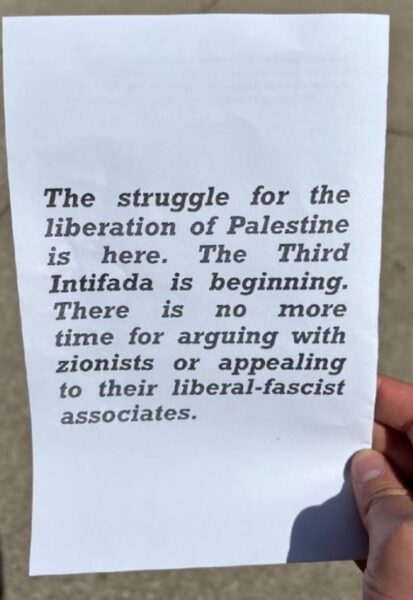 The struggle for the
liberation of Palestine
is here. The Third
Intifada is beginning.
There is no more
time for arguing with
zionists or appealing
to their liberal-fascist
associates.